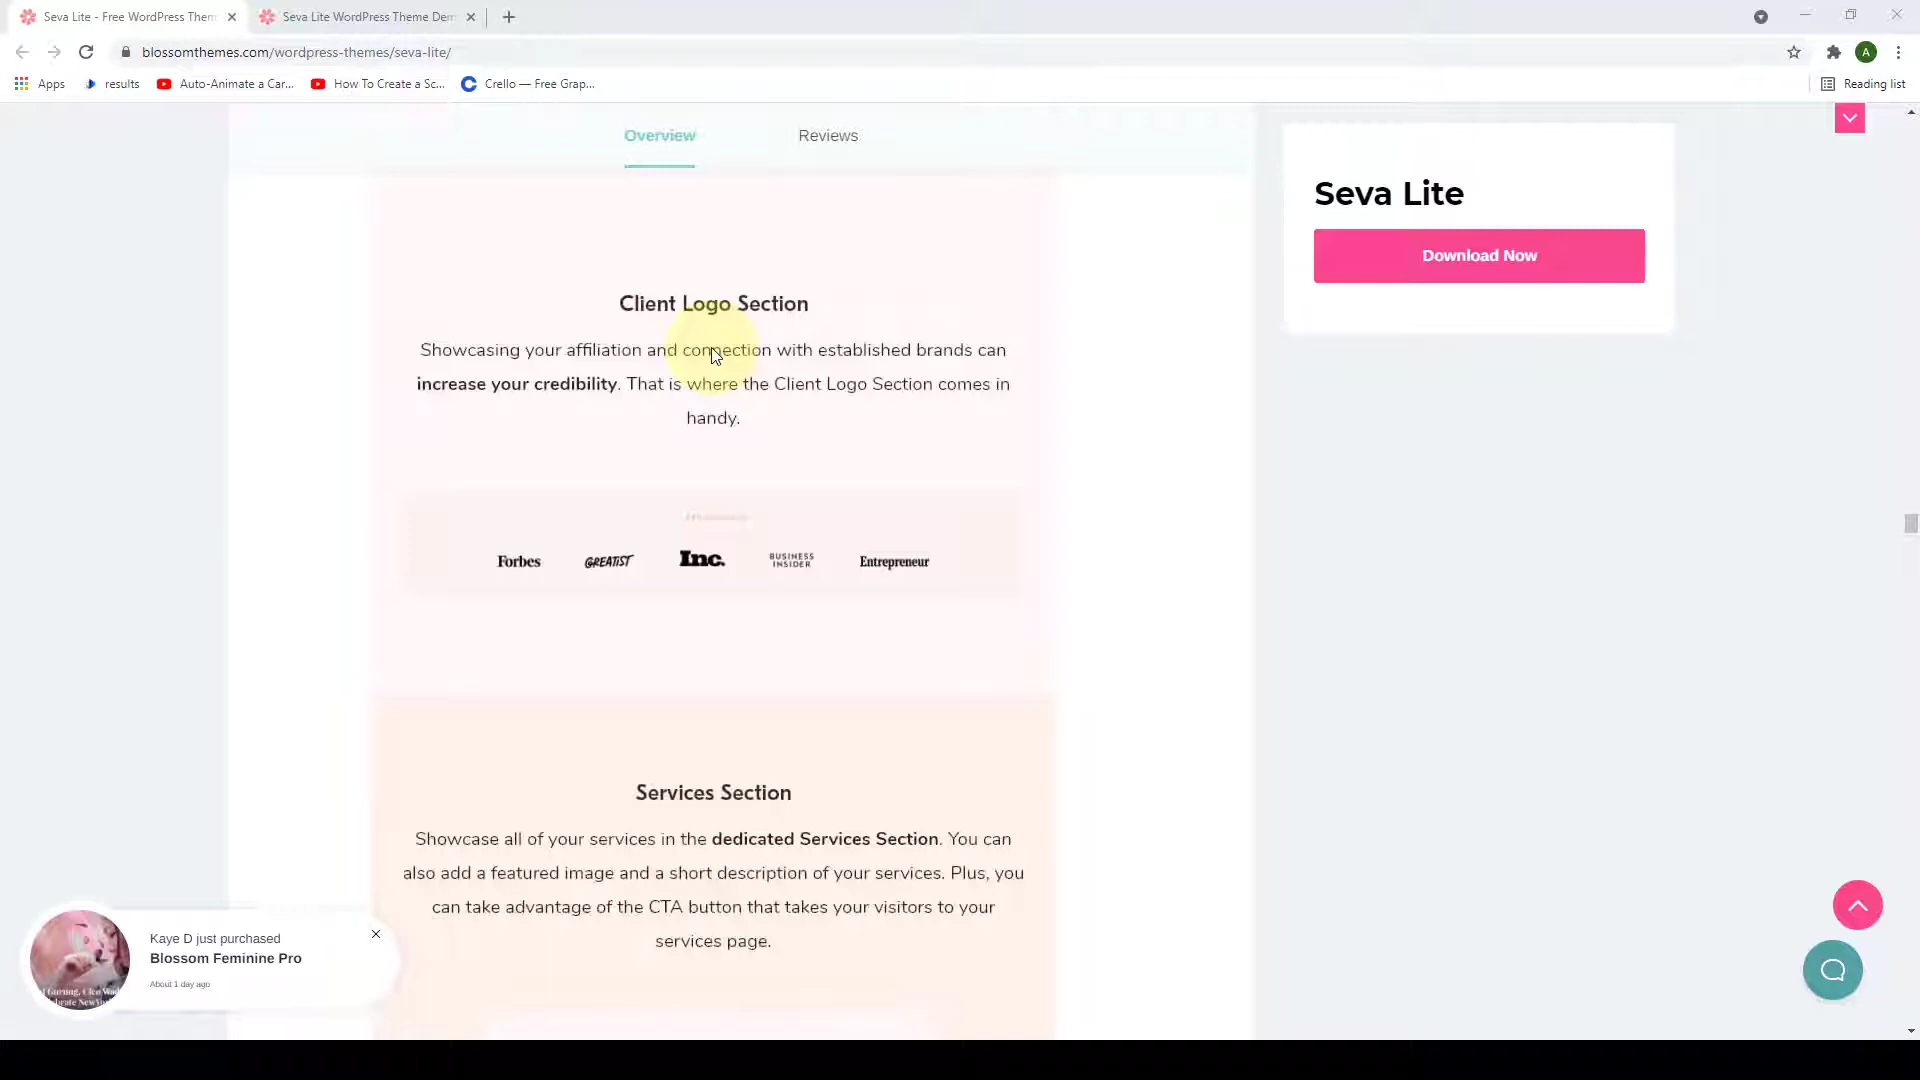 Seva Lite - Free WordPress Them
Seva Lite WordPress Theme Dem
blossomthemes.com/wordpress-themes/seva-lite/
A
Apps
results
Auto-Animate a Car...
How To Create a Sc...
Crello — Free Grap...
Reading list
Overview
Reviews
Seva Lite
Download Now
Client Logo Section
Showcasing your affiliation and connection with established brands can
increase your credibility. That is where the Client Logo Section comes in
handy.
Forbes
GREATIST
Inc.
BUSINESS
INSIDER
Entrepreneur
Services Section
Showcase all of your services in the dedicated Services Section. You can
also add a featured image and a short description of your services. Plus, you
can take advantage of the CTA button that takes your visitors to your
services page.
Kaye D just purchased
Blossom Feminine Pro
About 1 day ago